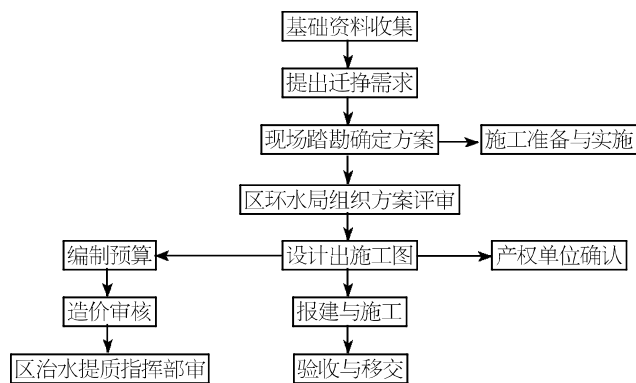 基础资料收集
提出迁挣需求
现场踏勘确定方案
施工准备与实施
区环水局组织方案评审
编制预算
设计出施工图
产权单位确认
造价审核
报建与施工
区治水提质指挥部审
验收与移交